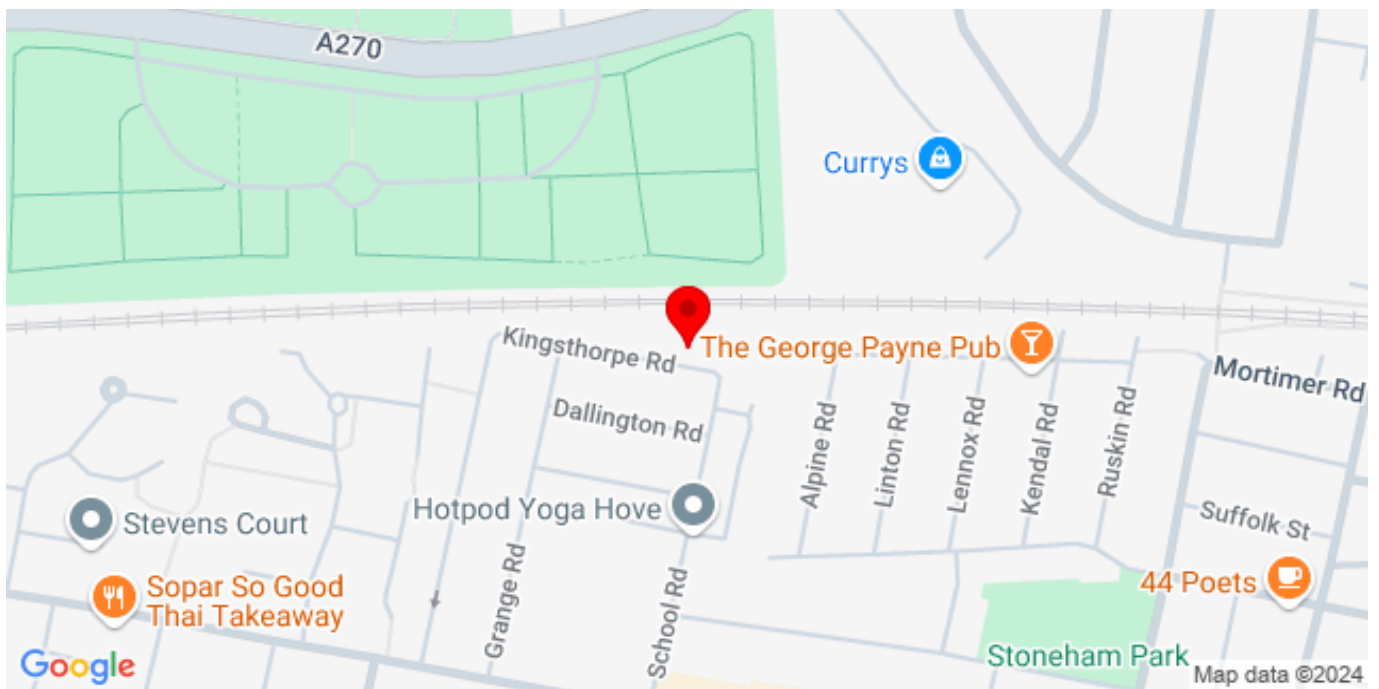 A270
Currys
Kingsthorpe Rd
The George Payne Pub
Mortimer Rd
Dallington Rd
Alpine Rd
Linton Rd
Lennox Rd
Kendal Rd
Ruskin Rd
Hotpod Yoga Hove
Stevens Court
Suffolk St
Sopar So Good
Thai Takeaway
Grange Rd
School Rd
44 Poets
Stoneham Park
Google
Map data ©2024